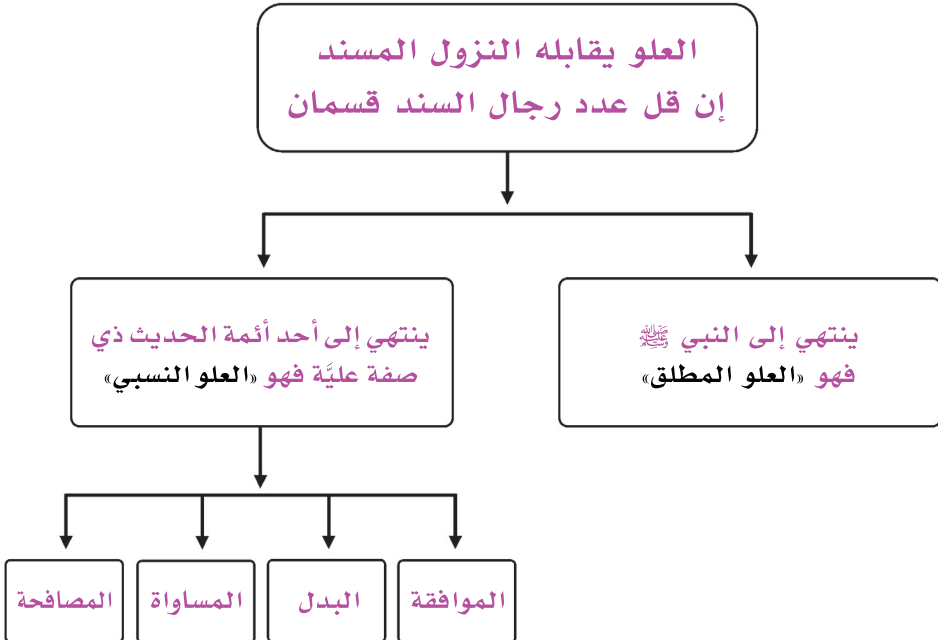 العلو يقابله النزول المسند
إن قل عدد رجال السند قسمان
ينتهي إلى النبي ﷺ
فهو «العلو المطلق»
ينتهي إلى أحد أئمة الحديث ذي
صفة عليَّة فهو «العلو النسبي»
الموافقة
البدل
المساواة
المصافحة